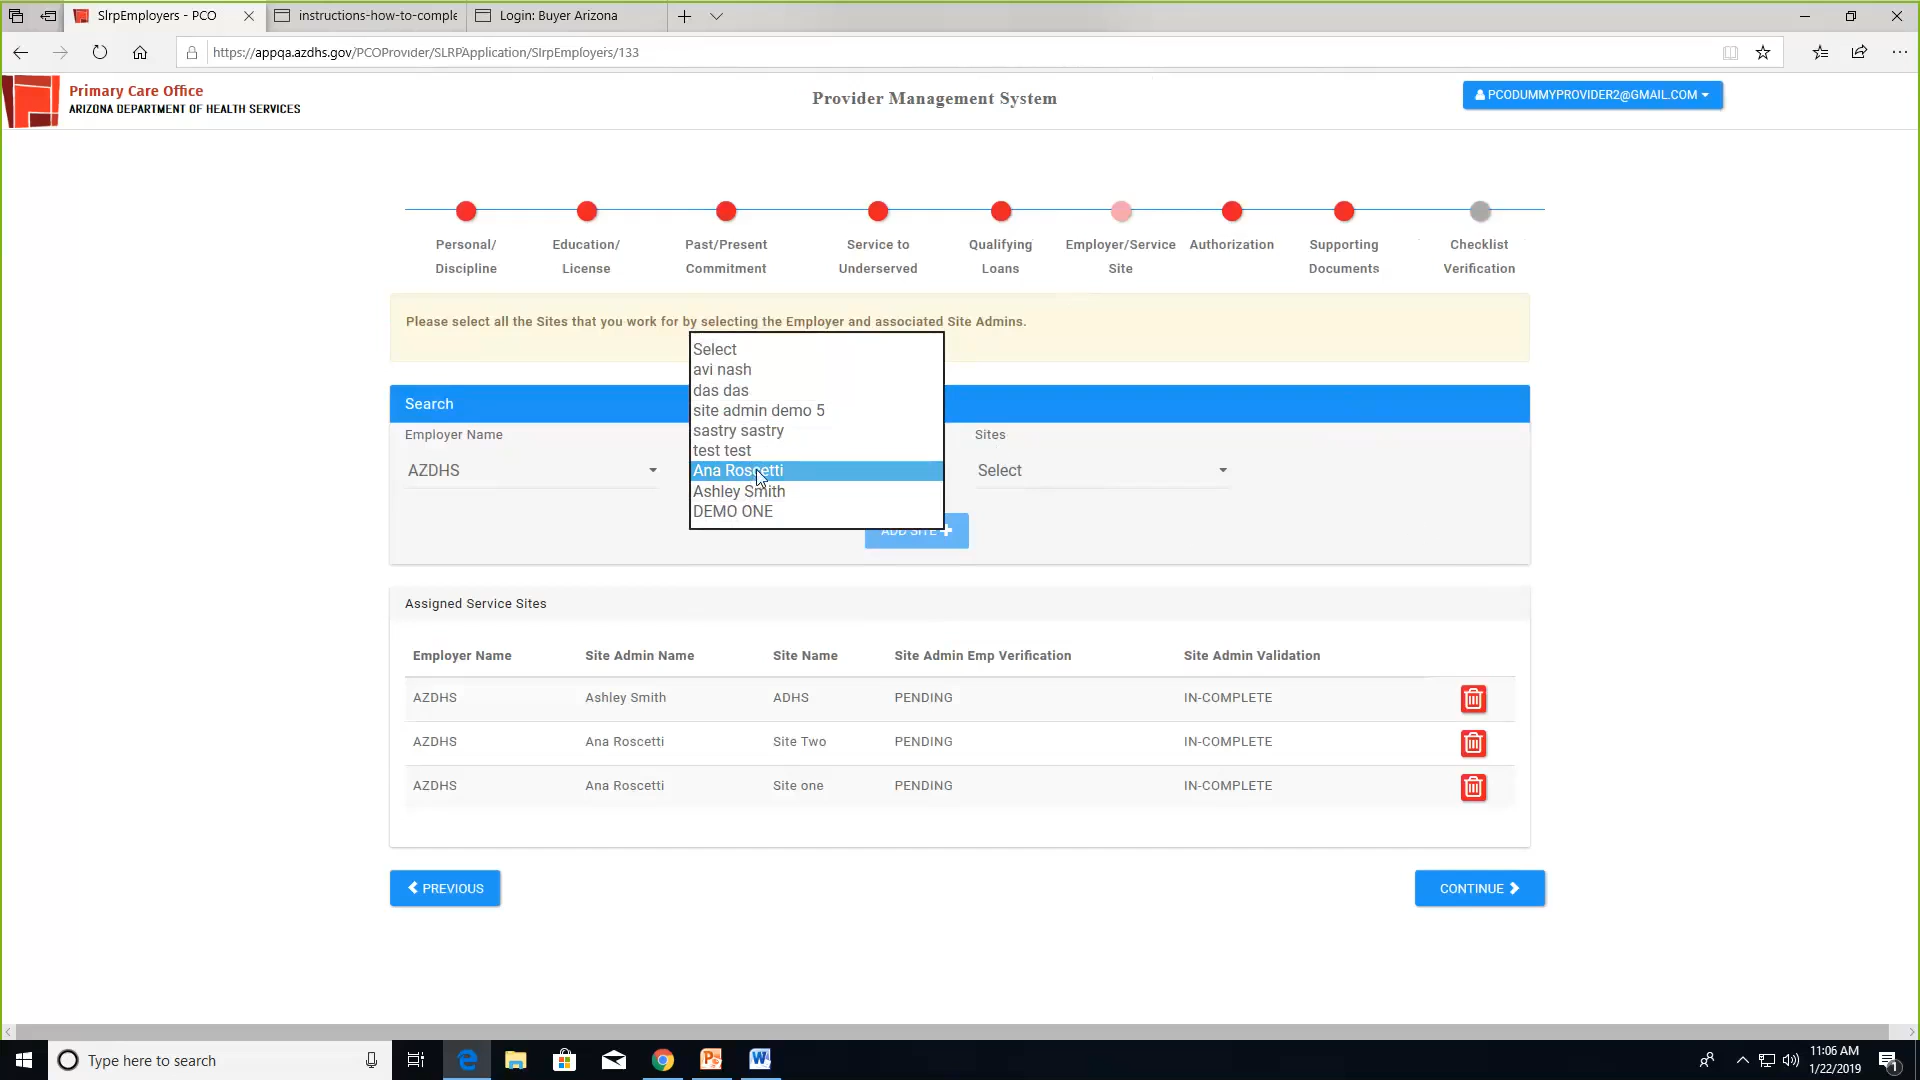 SlrpEmployers - PCO
instructions-how-to-comple
Login: Buyer Arizona
https://appqa.azdhs.gov/PCOProvider/SLRPApplication/SlrpEmployers/133
Primary Care Office
ARIZONA DEPARTMENT OF HEALTH SERVICES
Provider Management System
PCODUMMYPROVIDER2@GMAIL.COM
Personal/ Discipline
Education/ License
Past/Present Commitment
Service to Underserved
Qualifying Loans
Employer/Service Site
Authorization
Supporting Documents
Checklist Verification
Please select all the Sites that you work for by selecting the Employer and associated Site Admins.
Search
Employer Name
AZDHS
Select
avi nash
das das
site admin demo 5
sastry sastry
test test
Ana Roscetti
Ashley Smith
DEMO ONE
Sites
Select
ADD SITE
Assigned Service Sites
Employer Name Site Admin Name Site Name Site Admin Emp Verification Site Admin Validation
AZDHS Ashley Smith ADHS PENDING IN-COMPLETE
AZDHS Ana Roscetti Site Two PENDING IN-COMPLETE
AZDHS Ana Roscetti Site one PENDING IN-COMPLETE
PREVIOUS
CONTINUE
Type here to search
11:06 AM
1/22/2019
1